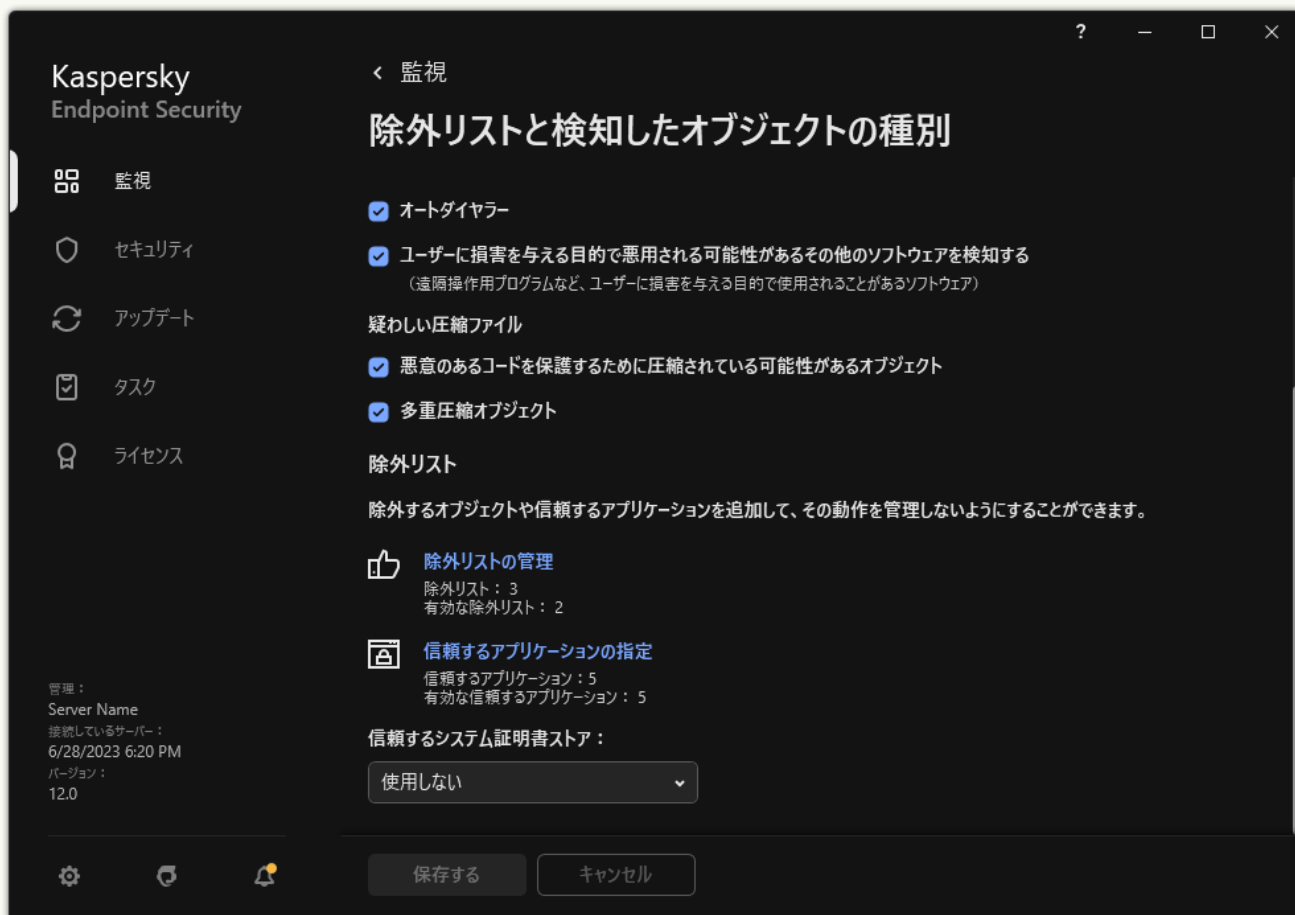 ?
Kaspersky
Endpoint Security
監視
セキュリティ
アップデート
タスク
ライセンス
管理：
Server Name
接続しているサーバー：
6/28/2023 6:20 PM
バージョン：
12.0
監視
除外リストと検知したオブジェクトの種別
オートダイヤラー
ユーザーに損害を与える目的で悪用される可能性があるその他のソフトウェアを検知する
（遠隔操作用プログラムなど、ユーザーに損害を与える目的で使用されることがあるソフトウェア）
疑わしい圧縮ファイル
悪意のあるコードを保護するために圧縮されている可能性があるオブジェクト
多重圧縮オブジェクト
除外リスト
除外するオブジェクトや信頼するアプリケーションを追加して、その動作を管理しないようにすることができます。
除外リストの管理
除外リスト： 3
有効な除外リスト： 2
信頼するアプリケーションの指定
信頼するアプリケーション：5
有効な信頼するアプリケーション： 5
信頼するシステム証明書ストア：
使用しない
保存する
キャンセル